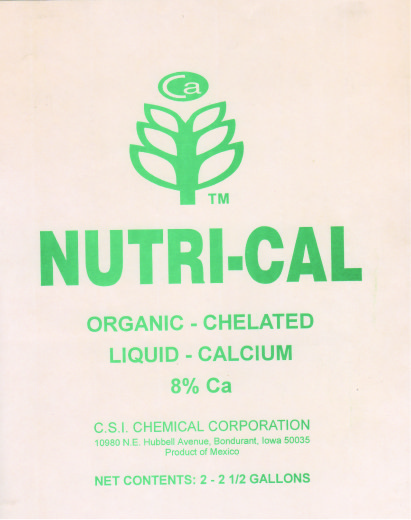 Ca
TM
NUTRI-CAL
ORGANIC - CHELATED
LIQUID - CALCIUM
8% Ca
C.S.I. CHEMICAL CORPORATION
10980 N.E. Hubbell Avenue, Bondurant, Iowa 50035
Product of Mexico
NET CONTENTS: 2 - 2 1/2 GALLONS